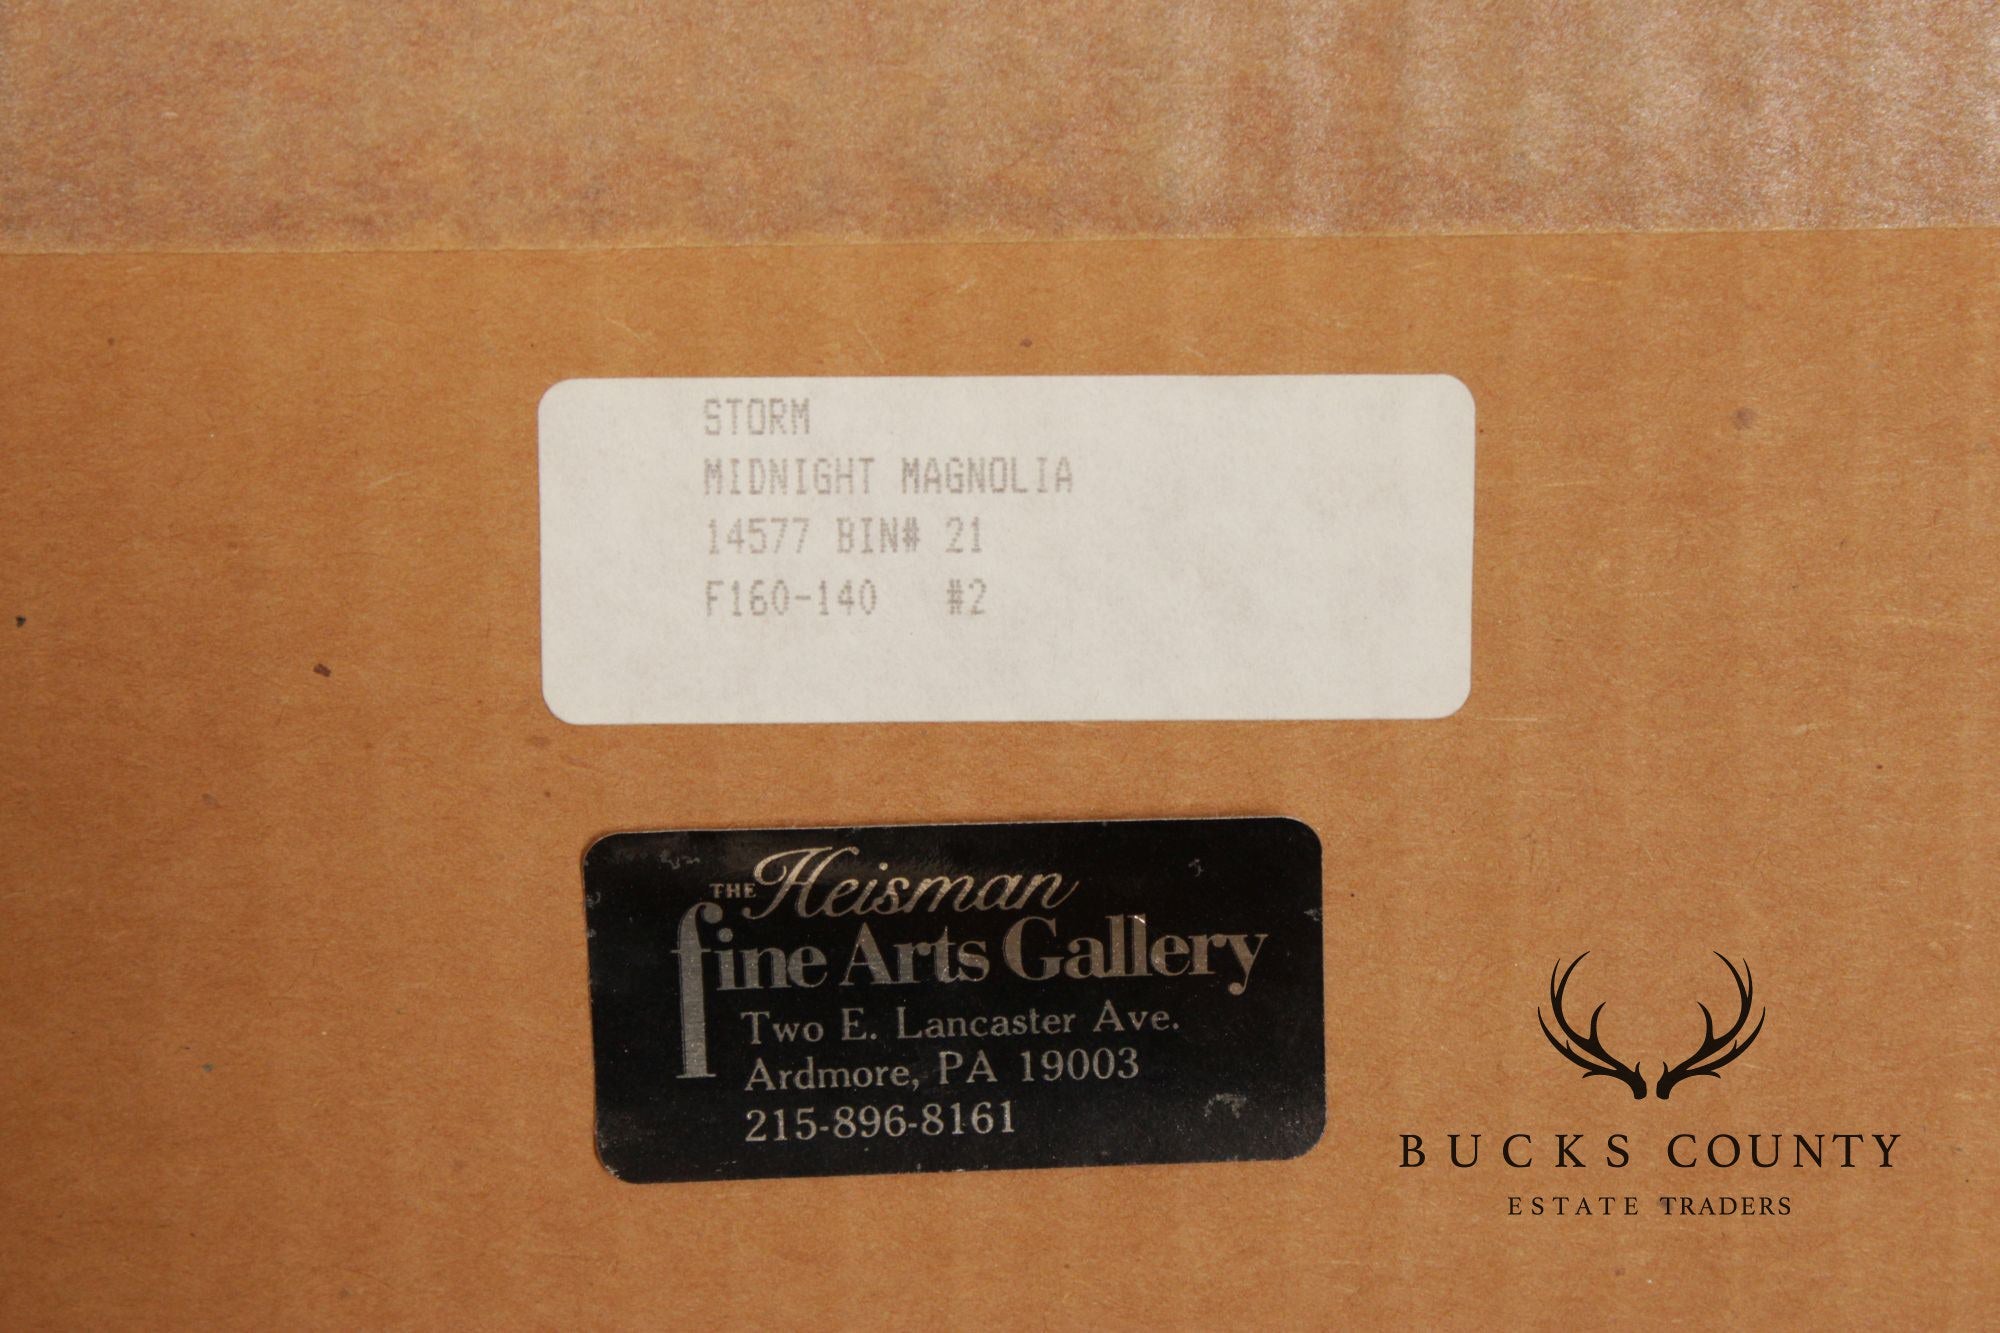 STORM
MIDNIGHT MAGNOLIA
14577 BIN# 21
F160-140 #2
THE Heisman
fine Arts Gallery
Two E. Lancaster Ave.
Ardmore, PA 19003
215-896-8161
BUCKS COUNTY
ESTATE TRADERS